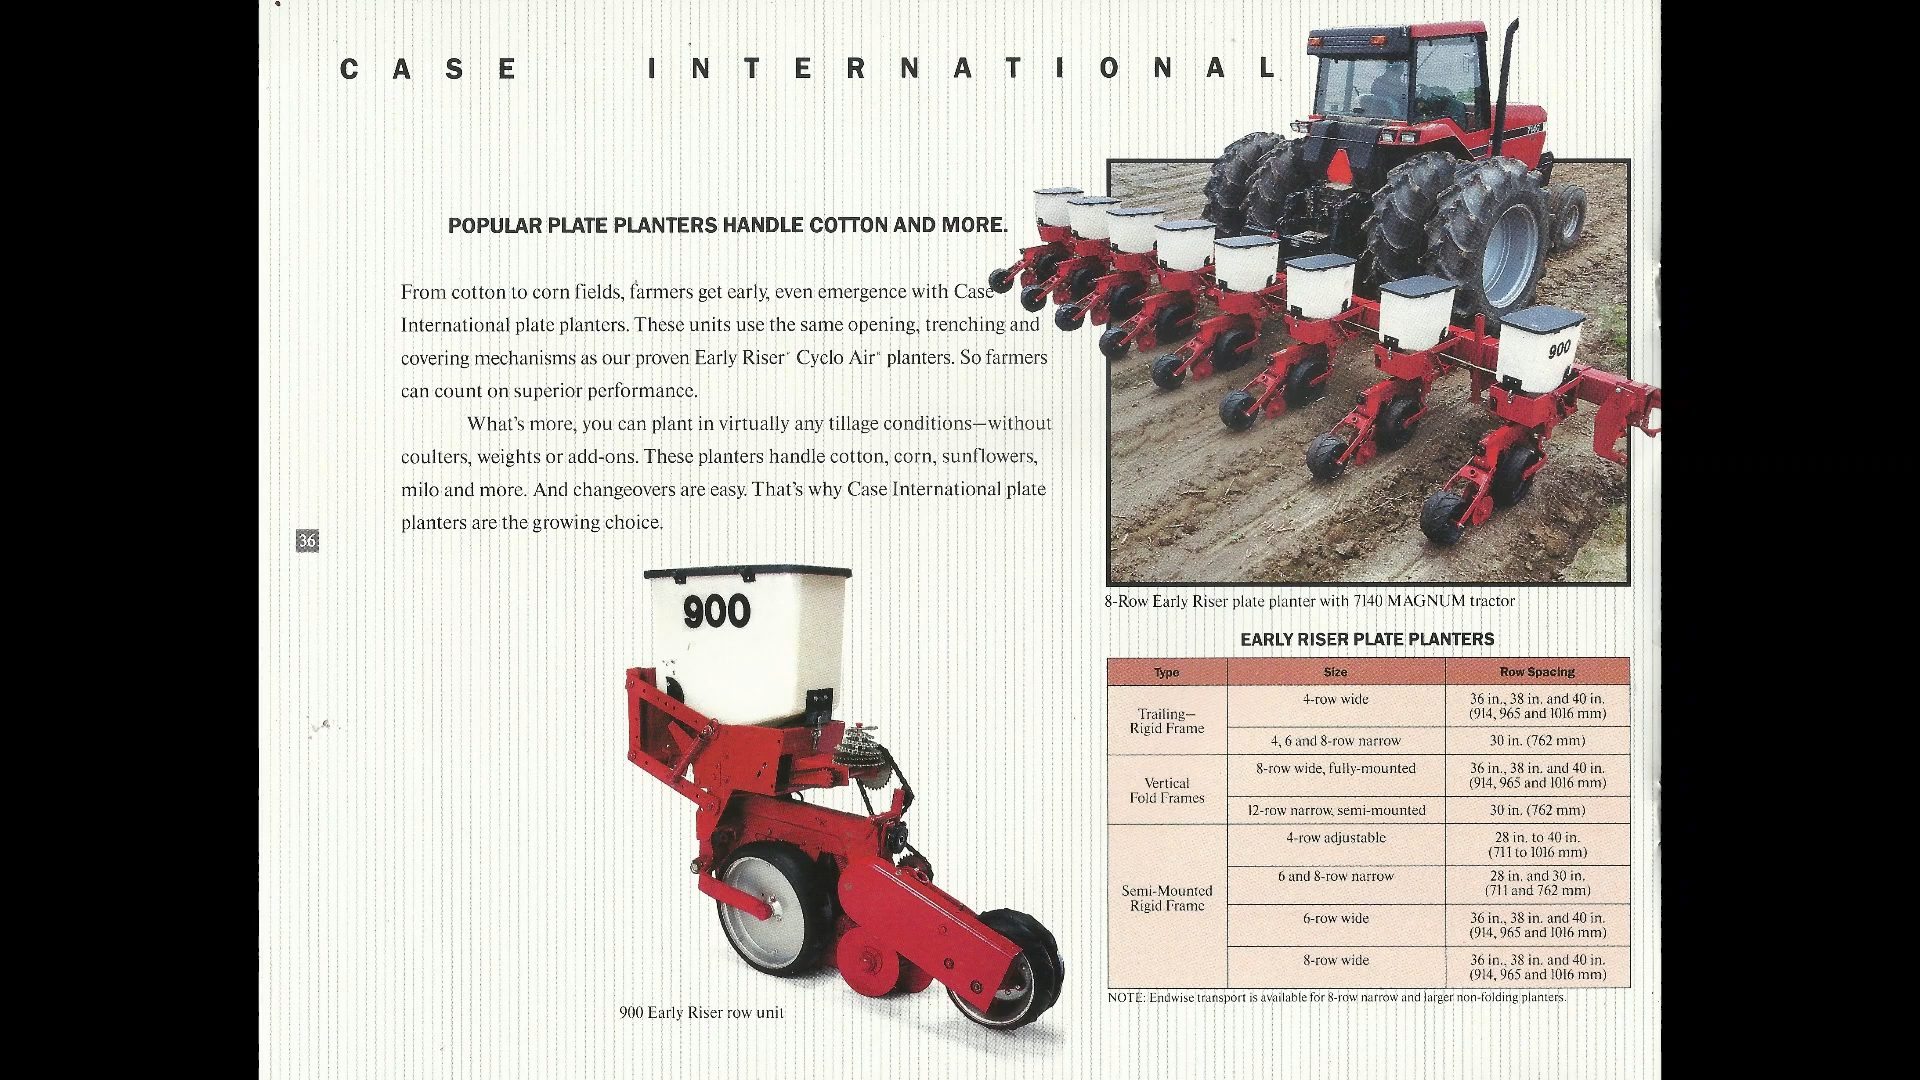 CASE INTERNATIONAL
7140
POPULAR PLATE PLANTERS HANDLE COTTON AND MORE.
From cotton to corn fields, farmers get early, even emergence with Case
International plate planters. These units use the same opening, trenching and
covering mechanisms as our proven Early Riser® Cyclo Air® planters. So farmers
can count on superior performance.
What's more, you can plant in virtually any tillage conditions—without
coulters, weights or add-ons. These planters handle cotton, corn, sunflowers,
milo and more. And changeovers are easy. That's why Case International plate
planters are the growing choice.
36
900
900
900 Early Riser row unit
8-Row Early Riser plate planter with 7140 MAGNUM tractor
EARLY RISER PLATE PLANTERS
Type Size Row Spacing
Trailing—
Rigid Frame
4-row wide 36 in., 38 in. and 40 in.
(914, 965 and 1016 mm)
4, 6 and 8-row narrow 30 in. (762 mm)
Vertical
Fold Frames
8-row wide, fully-mounted 36 in., 38 in. and 40 in.
(914, 965 and 1016 mm)
12-row narrow, semi-mounted 30 in. (762 mm)
Semi-Mounted
Rigid Frame
4-row adjustable 28 in. to 40 in.
(711 to 1016 mm)
6 and 8-row narrow 28 in. and 30 in.
(711 and 762 mm)
6-row wide 36 in., 38 in. and 40 in.
(914, 965 and 1016 mm)
8-row wide 36 in., 38 in. and 40 in.
(914, 965 and 1016 mm)
NOTE: Endwise transport is available for 8-row narrow and larger non-folding planters.